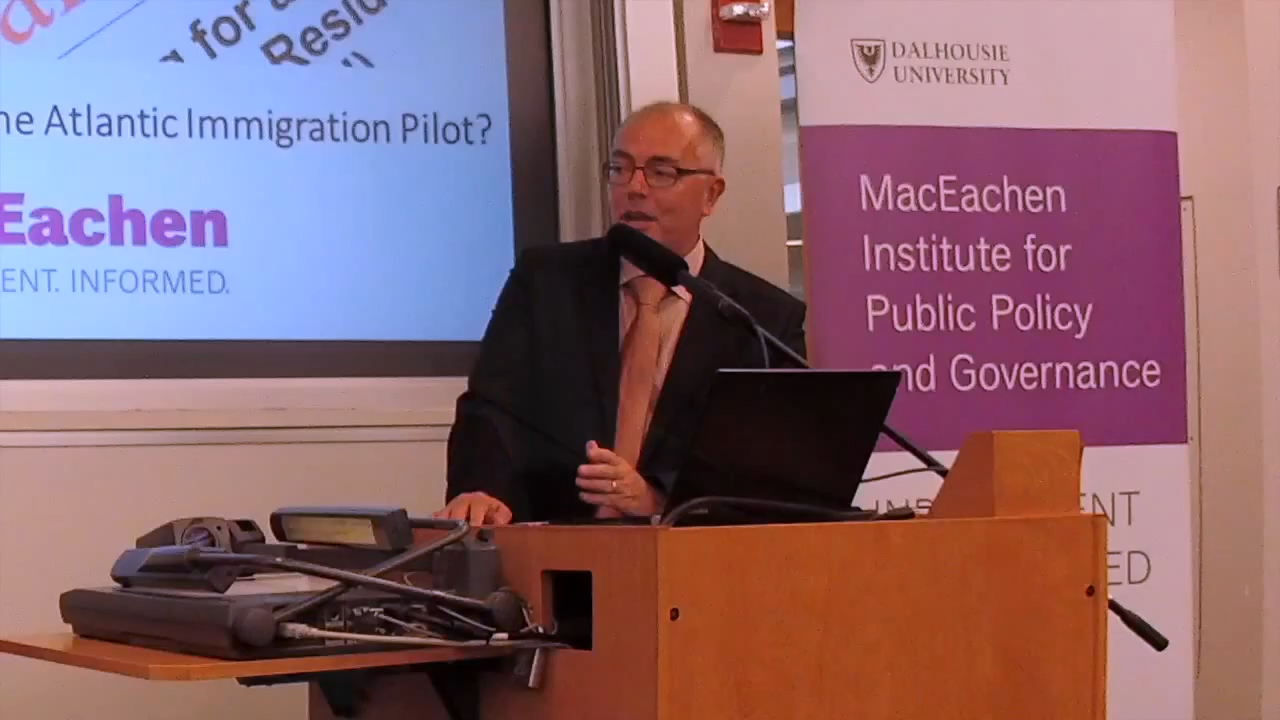 for a
Resid
he Atlantic Immigration Pilot?
Eachen
ENT. INFORMED.
DALHOUSIE
UNIVERSITY
MacEachen
Institute for
Public Policy
and Governance
ENT
ED